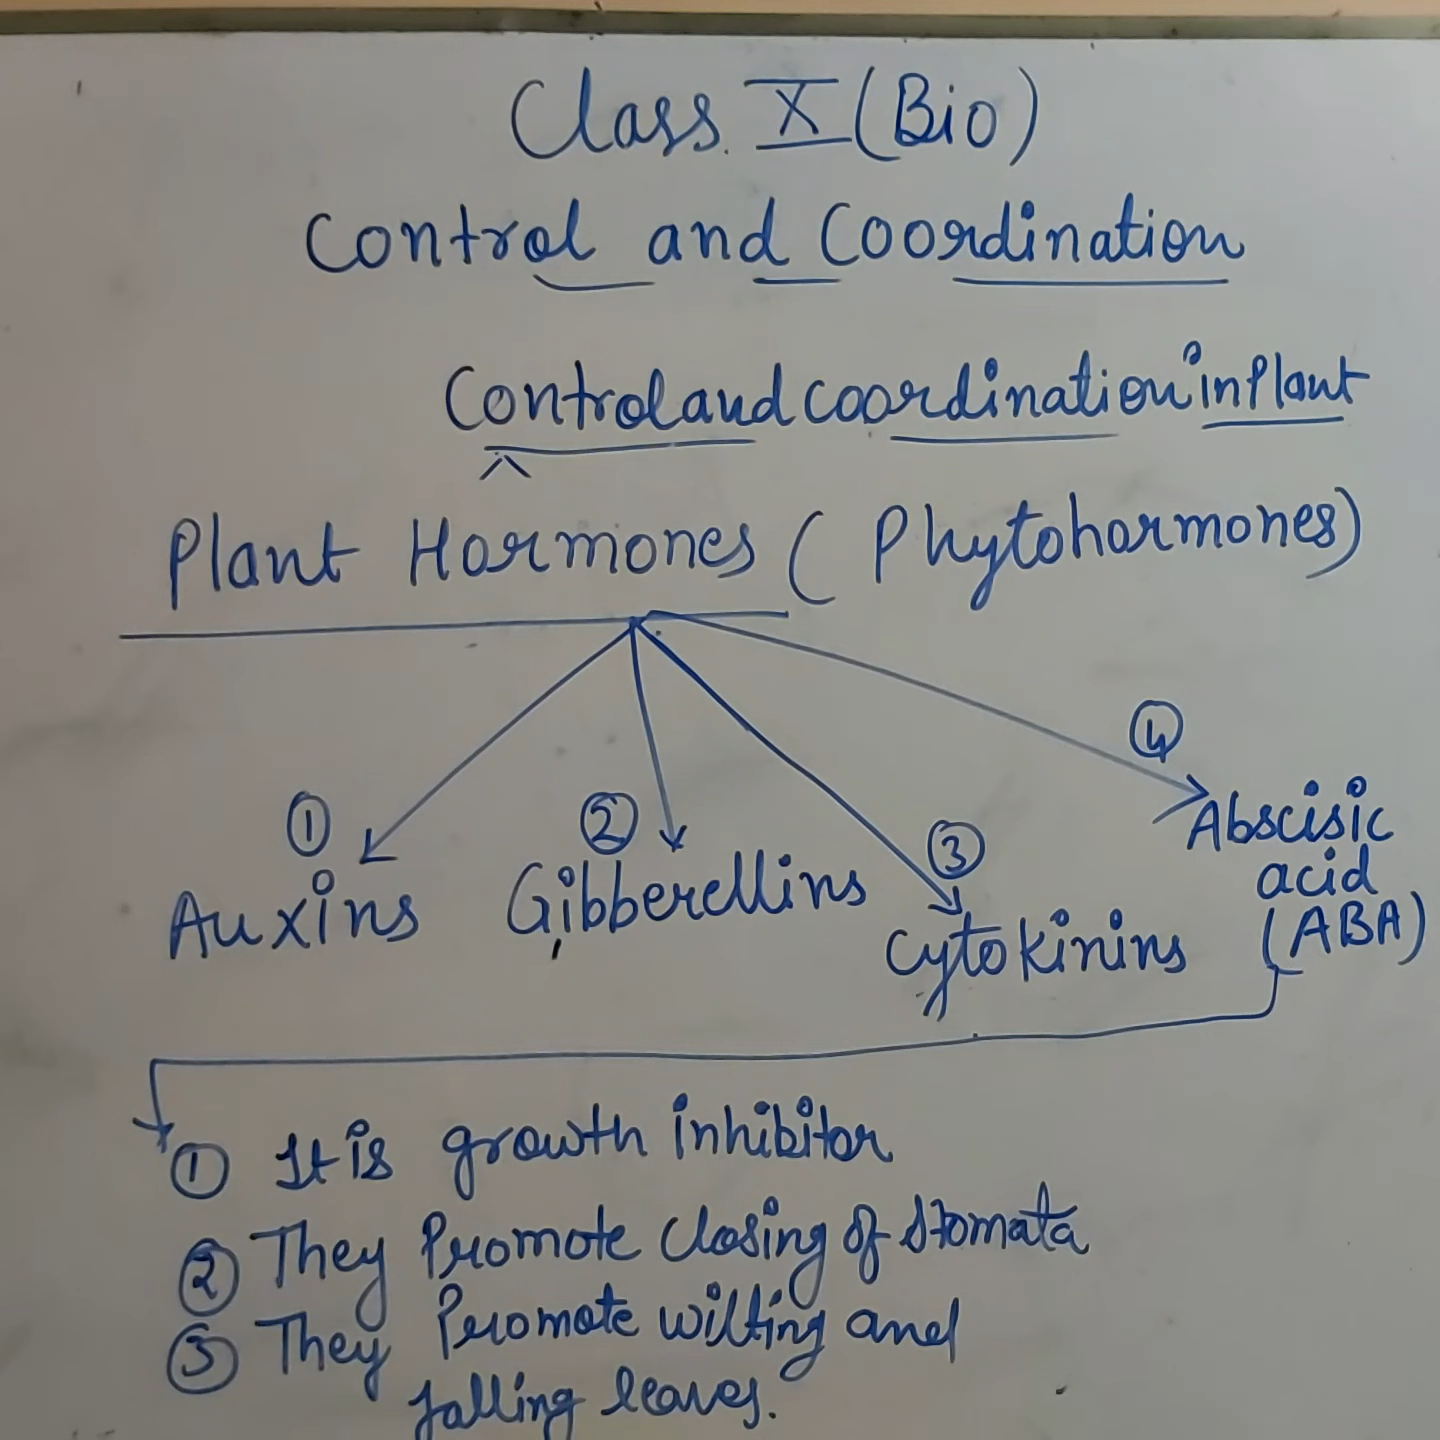 Class X (Bio)
Control and Coordination
Control and coordination in Plant
Plant Hormones (Phytohormones)
① Auxins
② Gibberellins
③ Cytokinins
④ Abscisic
acid
(ABA)
① It is growth inhibitor
② They Promote Closing of stomata
③ They Promote wilting and
falling leaves.